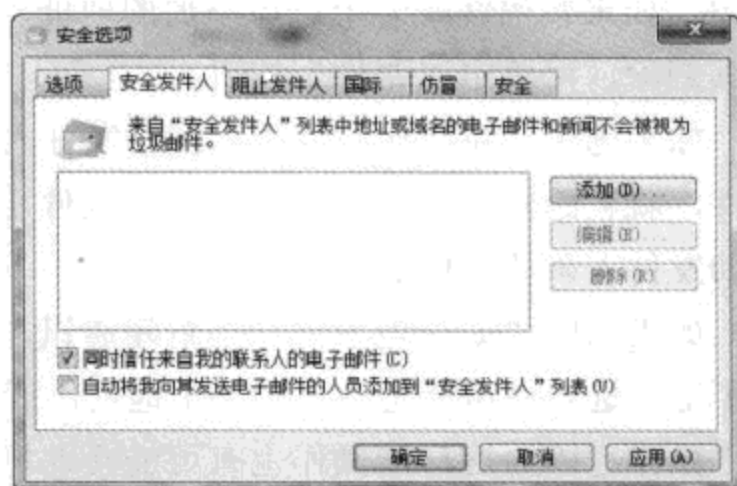 安全选项
选项 安全发件人 阻止发件人 国际 仿冒 安全
来自“安全发件人”列表中地址或域名的电子邮件和新闻不会被视为
垃圾邮件。
添加(D)...
编辑(E)...
删除(R)
同时信任来自我的联系人的电子邮件(C)
自动将我向其发送电子邮件的人员添加到“安全发件人”列表(U)
确定 取消 应用(A)